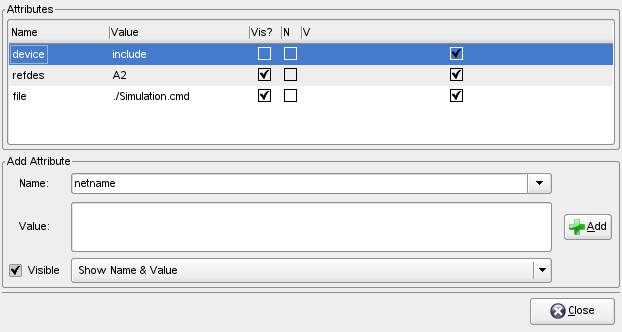 Attributes
Name Value Vis? N V
device include
refdes A2
file ./Simulation.cmd
Add Attribute
Name: netname
Value:
Add
Visible Show Name & Value
Close